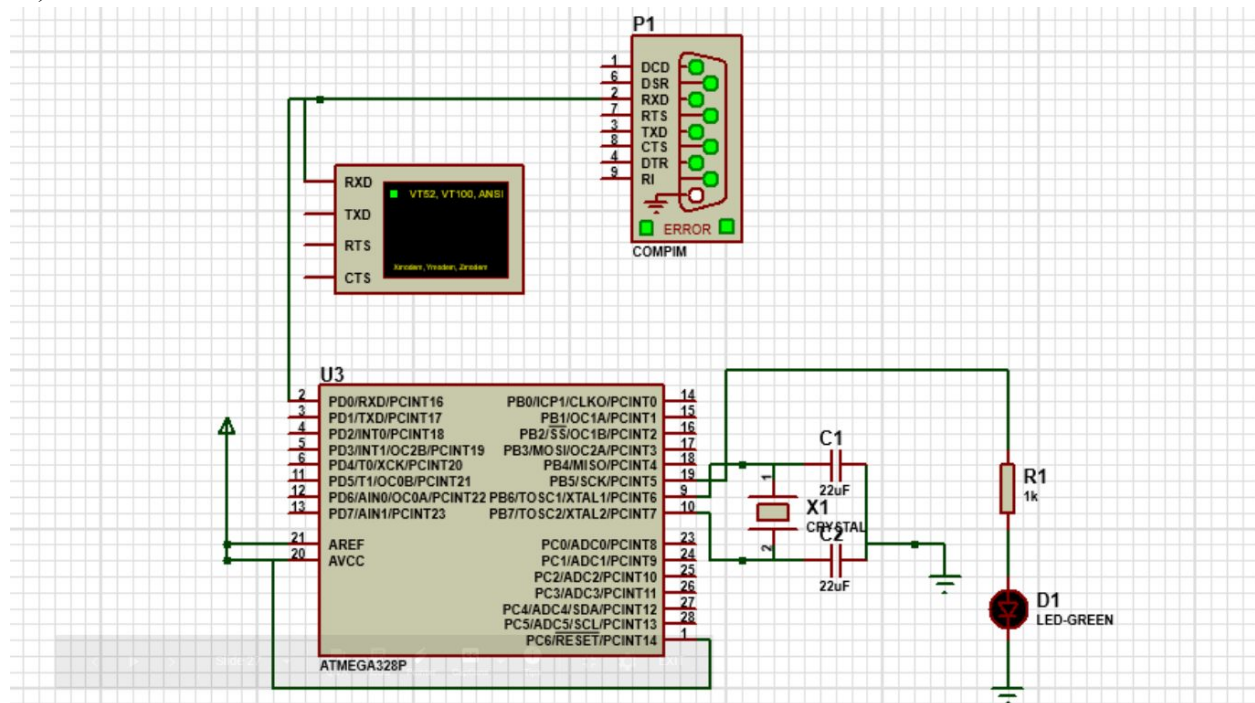 P1
1 DCD
6 DSR
2 RXD
7 RTS
3 TXD
8 CTS
4 DTR
9 RI
ERROR
COMPIM
RXD
TXD
RTS
CTS
VT52, VT100, ANSI
Xmodem, Ymodem, Zmodem
U3
2 PD0/RXD/PCINT16
3 PD1/TXD/PCINT17
4 PD2/INT0/PCINT18
5 PD3/INT1/OC2B/PCINT19
6 PD4/T0/XCK/PCINT20
11 PD5/T1/OC0B/PCINT21
12 PD6/AIN0/OC0A/PCINT22
13 PD7/AIN1/PCINT23
21 AREF
20 AVCC
PB0/ICP1/CLKO/PCINT0 14
PB1/OC1A/PCINT1 15
PB2/SS/OC1B/PCINT2 16
PB3/MOSI/OC2A/PCINT3 17
PB4/MISO/PCINT4 18
PB5/SCK/PCINT5 19
PB6/TOSC1/XTAL1/PCINT6 9
PB7/TOSC2/XTAL2/PCINT7 10
PC0/ADC0/PCINT8 23
PC1/ADC1/PCINT9 24
PC2/ADC2/PCINT10 25
PC3/ADC3/PCINT11 26
PC4/ADC4/SDA/PCINT12 27
PC5/ADC5/SCL/PCINT13 28
PC6/RESET/PCINT14 1
ATMEGA328P
C1
22uF
1
X1
CRYSTAL
2
C2
22uF
R1
1k
D1
LED-GREEN